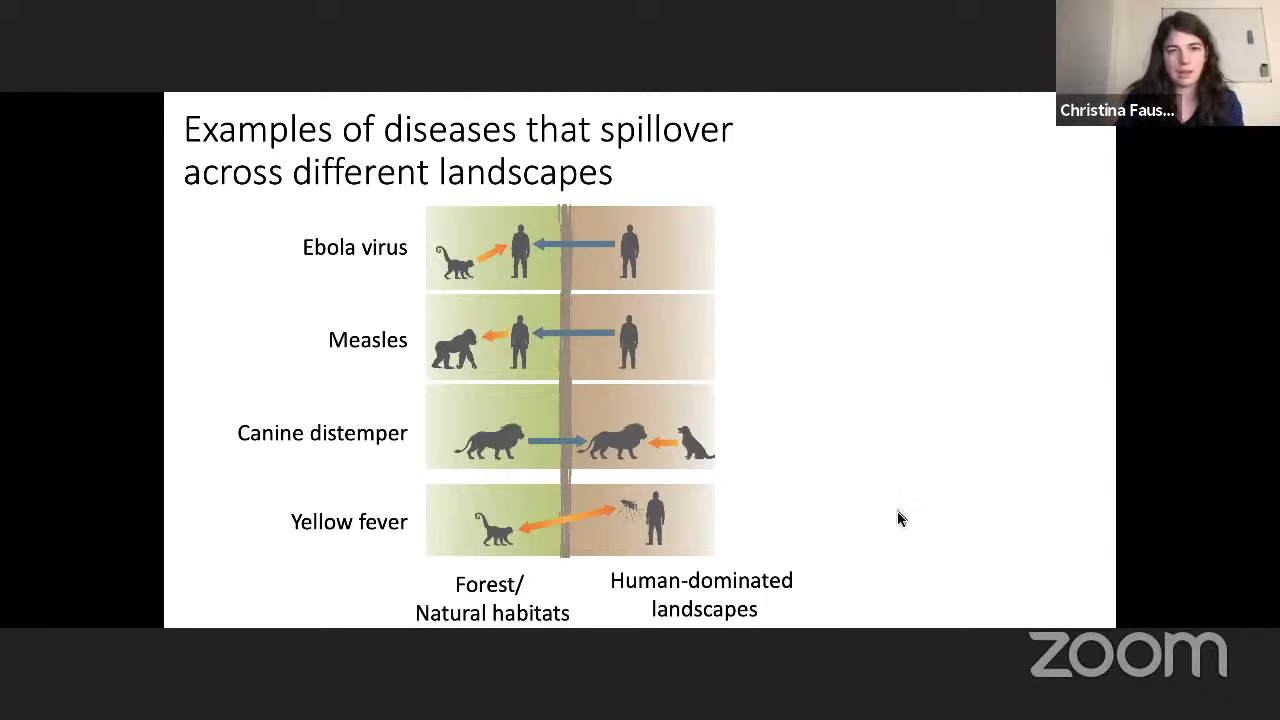 Christina Faus...
Examples of diseases that spillover
across different landscapes
Ebola virus
Measles
Canine distemper
Yellow fever
Forest/
Natural habitats
Human-dominated
landscapes
zoom